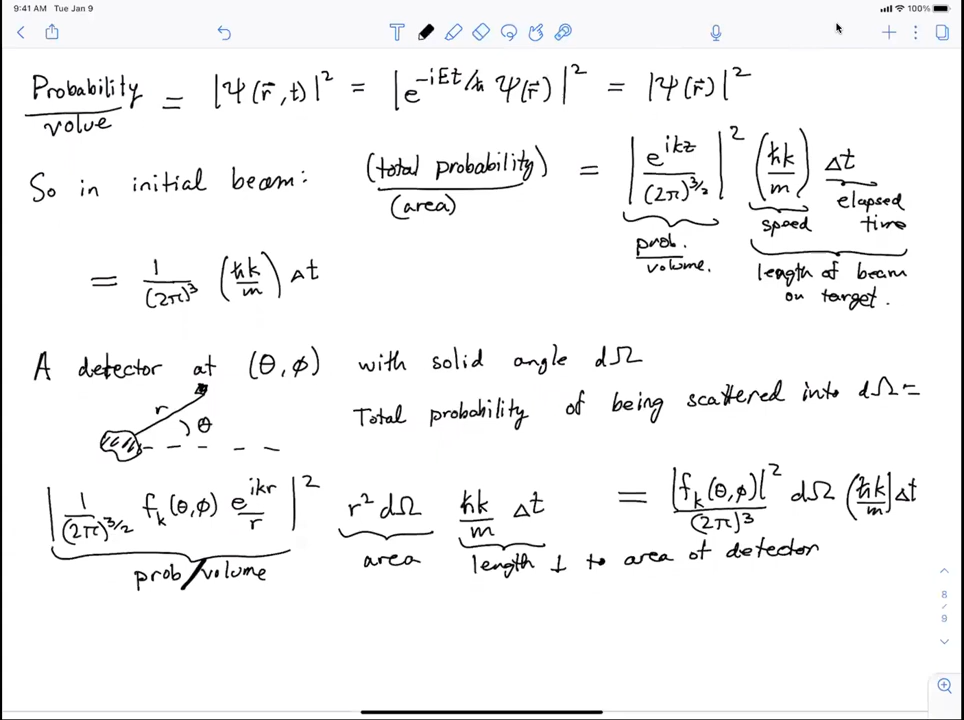 9:41 AM Tue Jan 9 100%
Probability/volue = |Ψ(r⃗,t)|² = |e^{-iEt/ħ} Ψ(r⃗)|² = |Ψ(r⃗)|²
So in initial beam: (total probability)/(area) = |e^{ikz}/(2π)^{3/2}|² (ħk/m) Δt
prob./volume. speed elapsed time
length of beam on target.
= 1/(2π)³ (ħk/m) Δt
A detector at (θ,φ) with solid angle dΩ
r θ
Total probability of being scattered into dΩ =
|1/(2π)^{3/2} f_k(θ,φ) e^{ikr}/r|² r²dΩ ħk/m Δt = |f_k(θ,φ)|²/(2π)³ dΩ (ħk/m] Δt
prob/volume area length ⊥ to area of detector
8
/
9